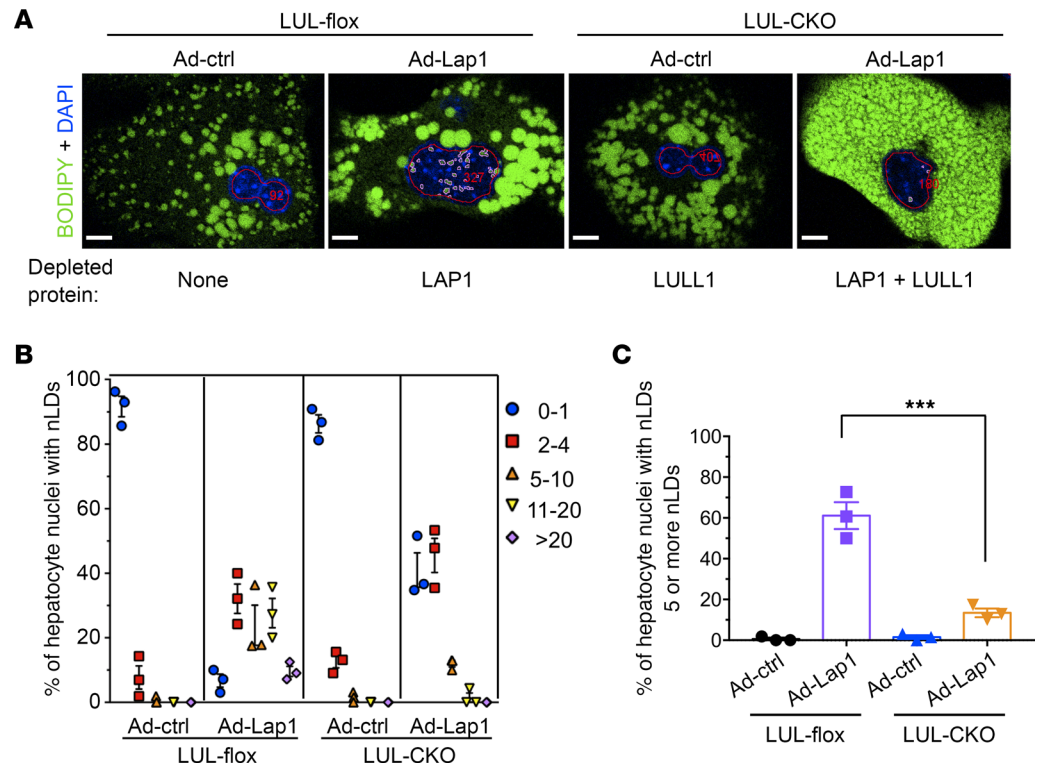 A
LUL-flox
LUL-CKO
Ad-ctrl
Ad-Lap1
Ad-ctrl
Ad-Lap1
BODIPY + DAPI
92
327
103
Depleted
protein:
None
LAP1
LULL1
LAP1 + LULL1
B
% of hepatocyte nuclei with nLDs
100
80
60
40
20
0
0-1
2-4
5-10
11-20
>20
Ad-ctrl
Ad-Lap1
Ad-ctrl
Ad-Lap1
LUL-flox
LUL-CKO
C
% of hepatocyte nuclei with nLDs
5 or more nLDs
***
100
80
60
40
20
0
Ad-ctrl
Ad-Lap1
Ad-ctrl
Ad-Lap1
LUL-flox
LUL-CKO